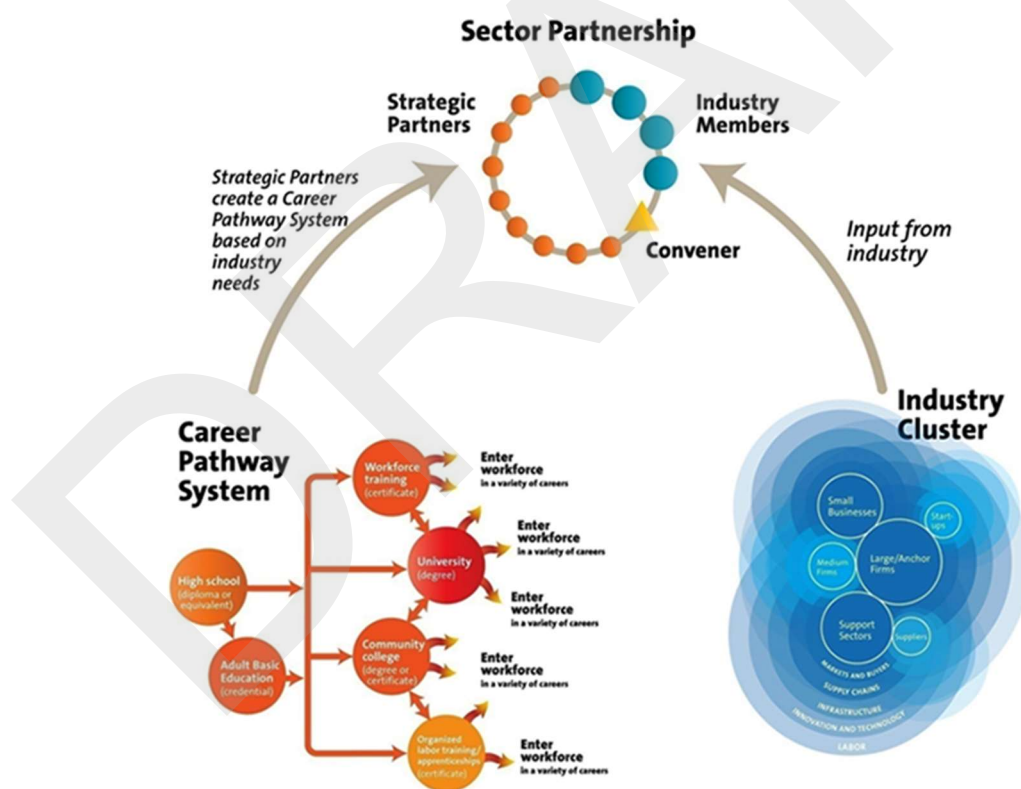 Sector Partnership
Strategic
Partners
Industry
Members
Strategic Partners
create a Career
Pathway System
based on
industry
needs
Convener
Input from
industry
Career
Pathway
System
Industry
Cluster
High school
(diploma or
equivalent)
Adult Basic
Education
(credential)
Workforce
training
(certificate)
Enter
workforce
in a variety of careers
University
(degree)
Enter
workforce
in a variety of careers
Enter
workforce
in a variety of careers
Community
college
(degree or
certificate)
Enter
workforce
in a variety of careers
Organized
labor training/
apprenticeships
(certificate)
Enter
workforce
in a variety of careers
Small
Businesses
Start-
ups
Medium
Firms
Large/Anchor
Firms
Support
Sectors
Suppliers
MARKETS AND BUYERS
SUPPLY CHAINS
INFRASTRUCTURE
INNOVATION AND TECHNOLOGY
LABOR
DRA